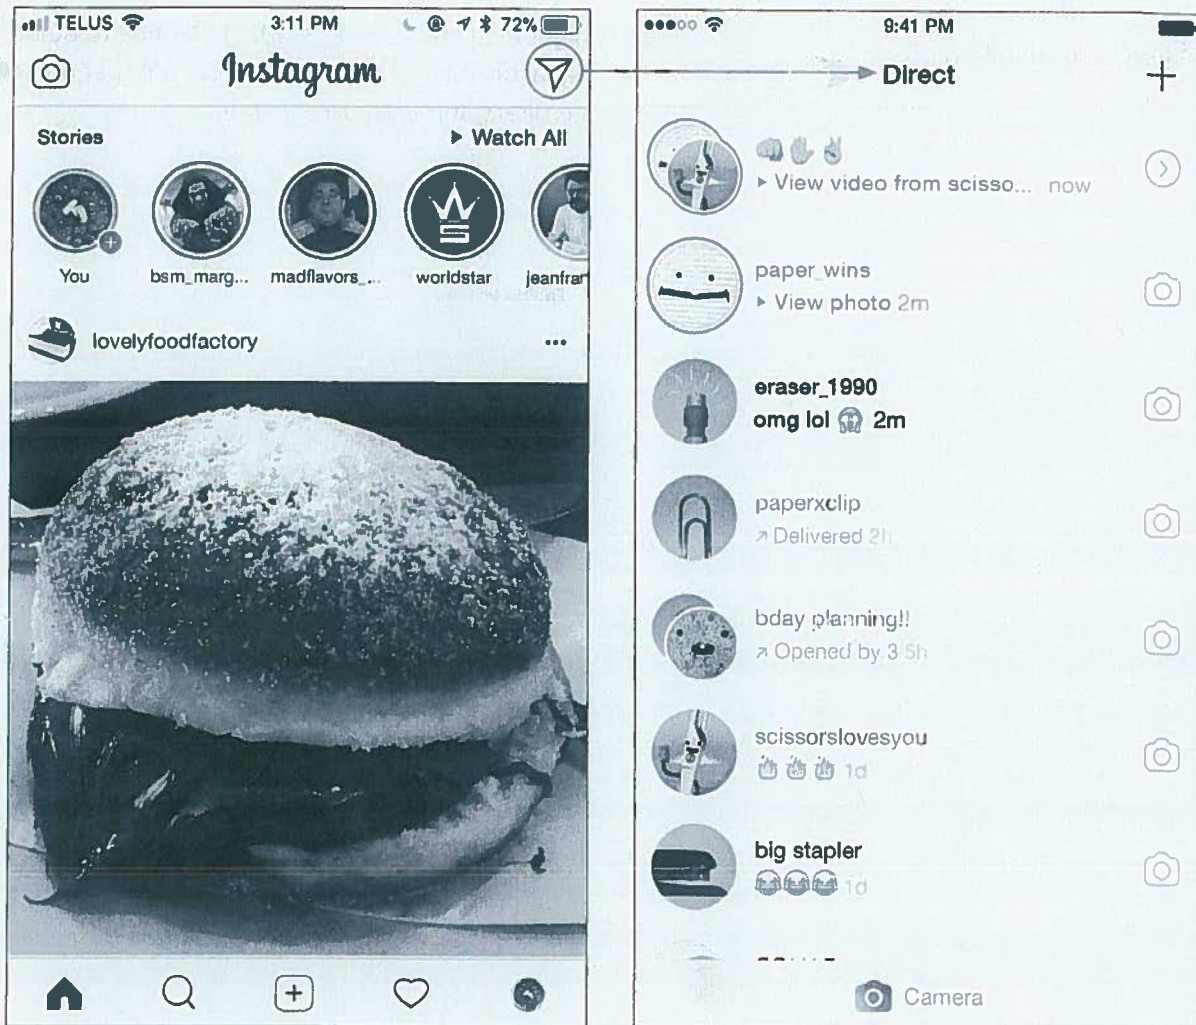 TELUS 3:11 PM 72%
Instagram
Stories ▸ Watch All
You bsm_marg... madflavors_... worldstar jeanfran
lovelyfoodfactory ...
9:41 PM
Direct
▸ View video from scisso... now
paper_wins
▸ View photo 2m
eraser_1990
omg lol 😱 2m
paperxclip
↗ Delivered 2h
bday planning!!
↗ Opened by 3 5h
scissorslovesyou
🔥🔥🔥 1d
big stapler
😂😂😂 1d
Camera